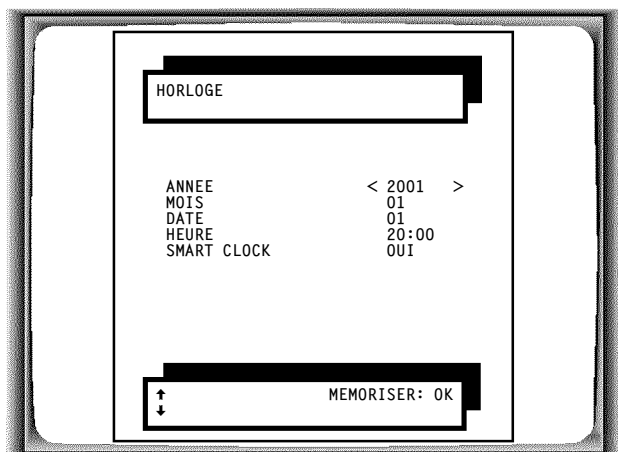 HORLOGE
ANNEE < 2001 >
MOIS 01
DATE 01
HEURE 20:00
SMART CLOCK OUI
↑ MEMORISER: OK
↓